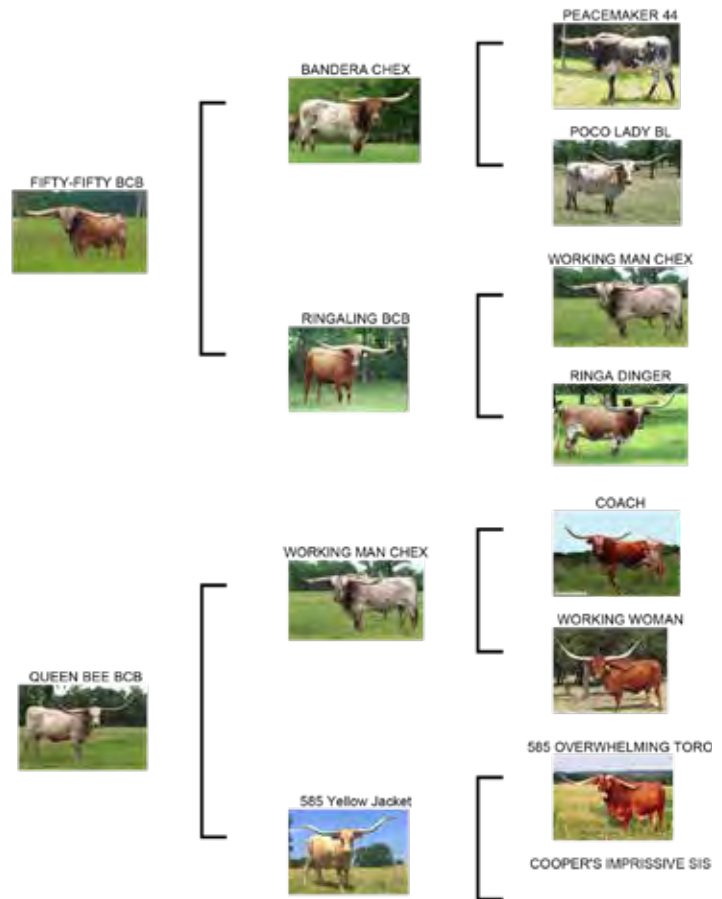 PEACEMAKER 44
BANDERA CHEX
POCO LADY BL
FIFTY-FIFTY BCB
WORKING MAN CHEX
RINGALING BCB
RINGA DINGER
COACH
WORKING MAN CHEX
WORKING WOMAN
QUEEN BEE BCB
585 OVERWHELMING TORO
585 Yellow Jacket
COOPER'S IMPRISSIVE SIS